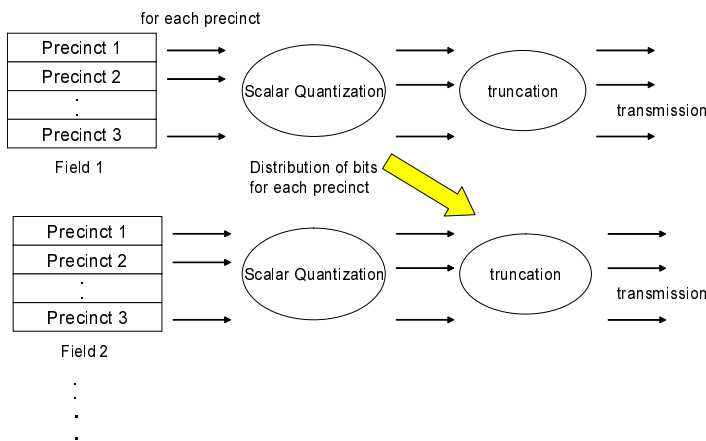 for each precinct
Precinct 1
Precinct 2
:
Precinct 3
Field 1
Scalar Quantization
truncation
transmission
Distribution of bits
for each precinct
Precinct 1
Precinct 2
:
Precinct 3
Field 2
Scalar Quantization
truncation
transmission